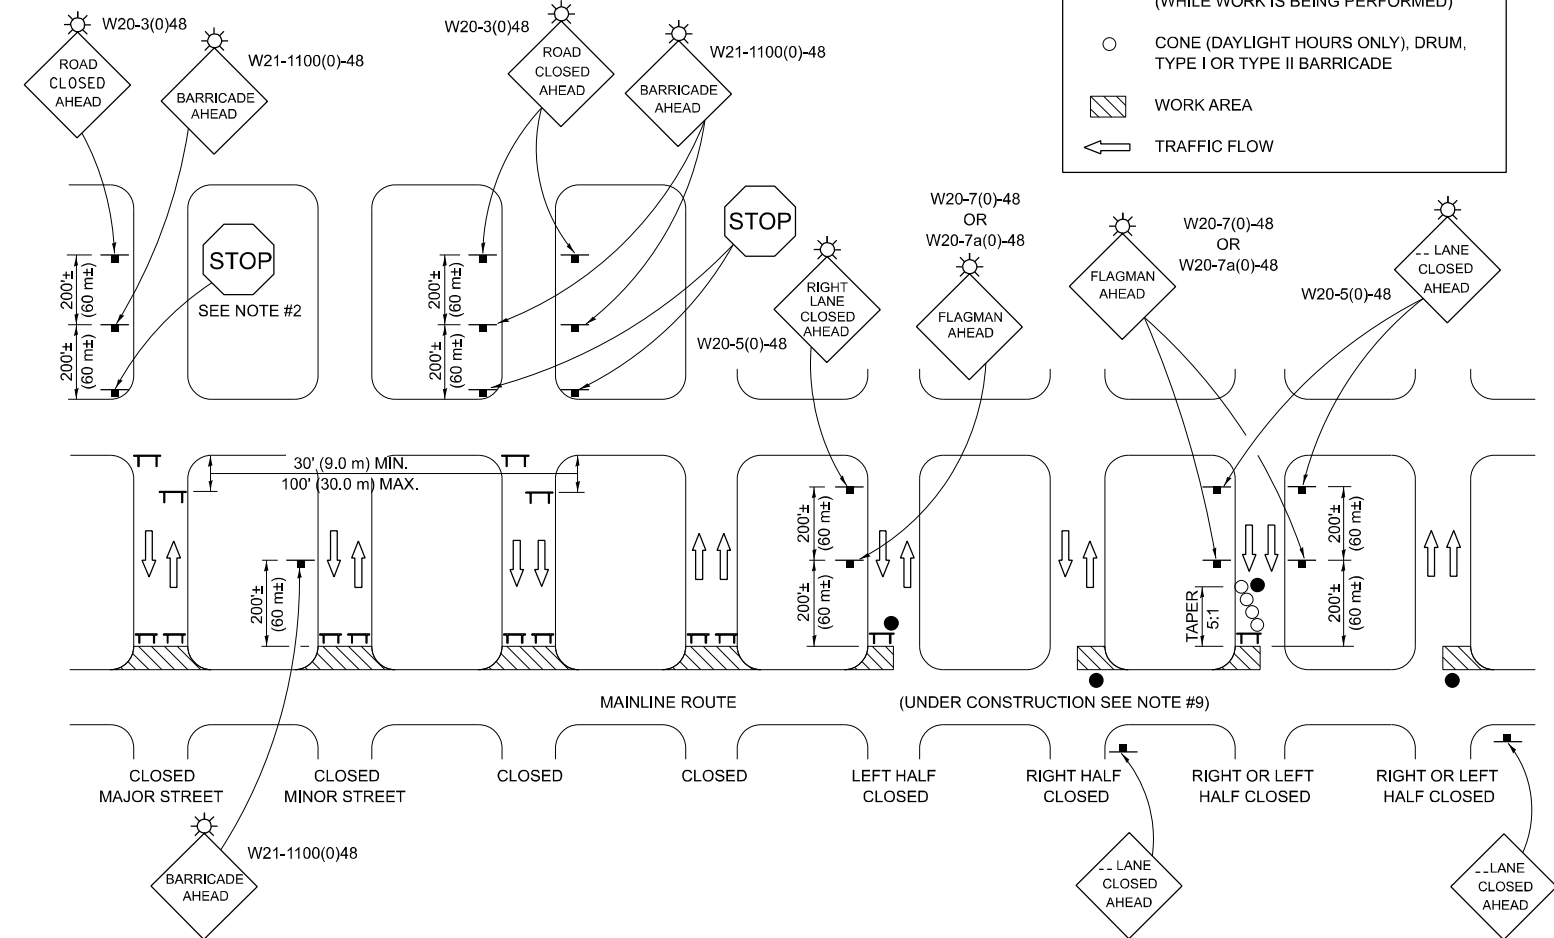 (WHILE WORK IS BEING PERFORMED)
CONE (DAYLIGHT HOURS ONLY), DRUM,
TYPE I OR TYPE II BARRICADE
WORK AREA
TRAFFIC FLOW
W20-3(0)48
ROAD
CLOSED
AHEAD
W21-1100(0)-48
BARRICADE
AHEAD
W20-3(0)48
ROAD
CLOSED
AHEAD
W21-1100(0)-48
BARRICADE
AHEAD
STOP
SEE NOTE #2
STOP
W20-7(0)-48
OR
W20-7a(0)-48
RIGHT
LANE
CLOSED
AHEAD
W20-5(0)-48
FLAGMAN
AHEAD
FLAGMAN
AHEAD
W20-7(0)-48
OR
W20-7a(0)-48
W20-5(0)-48
-- LANE
CLOSED
AHEAD
200'±
(60 m±)
200'±
(60 m±)
200'±
(60 m±)
200'±
(60 m±)
30' (9.0 m) MIN.
100' (30.0 m) MAX.
200'±
(60 m±)
200'±
(60 m±)
200'±
(60 m±)
TAPER
5:1
200'±
(60 m±)
200'±
(60 m±)
MAINLINE ROUTE
(UNDER CONSTRUCTION SEE NOTE #9)
CLOSED
MAJOR STREET
CLOSED
MINOR STREET
CLOSED
CLOSED
LEFT HALF
CLOSED
RIGHT HALF
CLOSED
RIGHT OR LEFT
HALF CLOSED
RIGHT OR LEFT
HALF CLOSED
W21-1100(0)48
BARRICADE
AHEAD
-- LANE
CLOSED
AHEAD
-- LANE
CLOSED
AHEAD